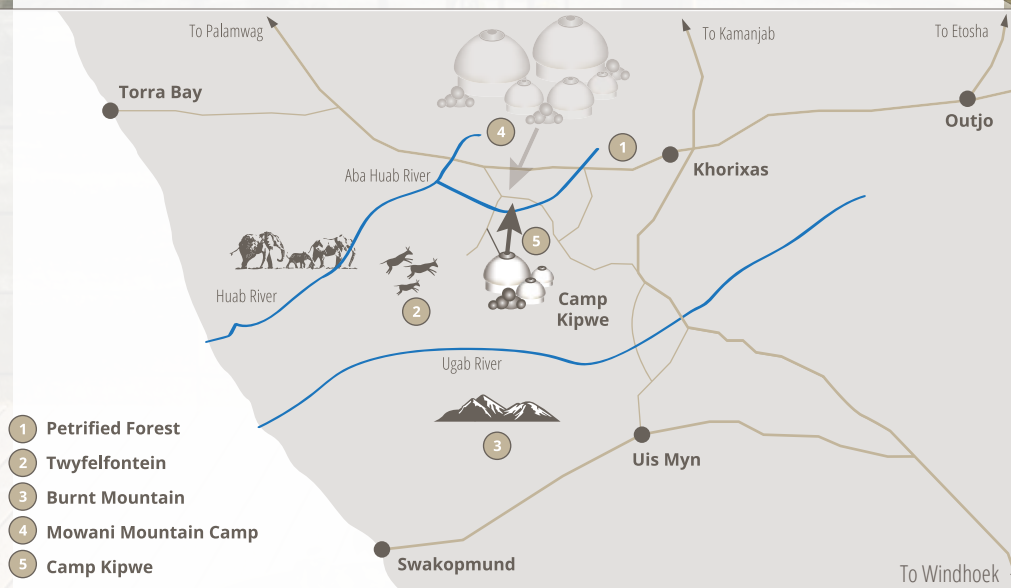 To Palamwag
To Kamanjab
To Etosha
Torra Bay
Outjo
4
1
Khorixas
Aba Huab River
5
Huab River
2
Camp
Kipwe
Ugab River
3
Uis Myn
1 Petrified Forest
2 Twyfelfontein
3 Burnt Mountain
4 Mowani Mountain Camp
5 Camp Kipwe
Swakopmund
To Windhoek